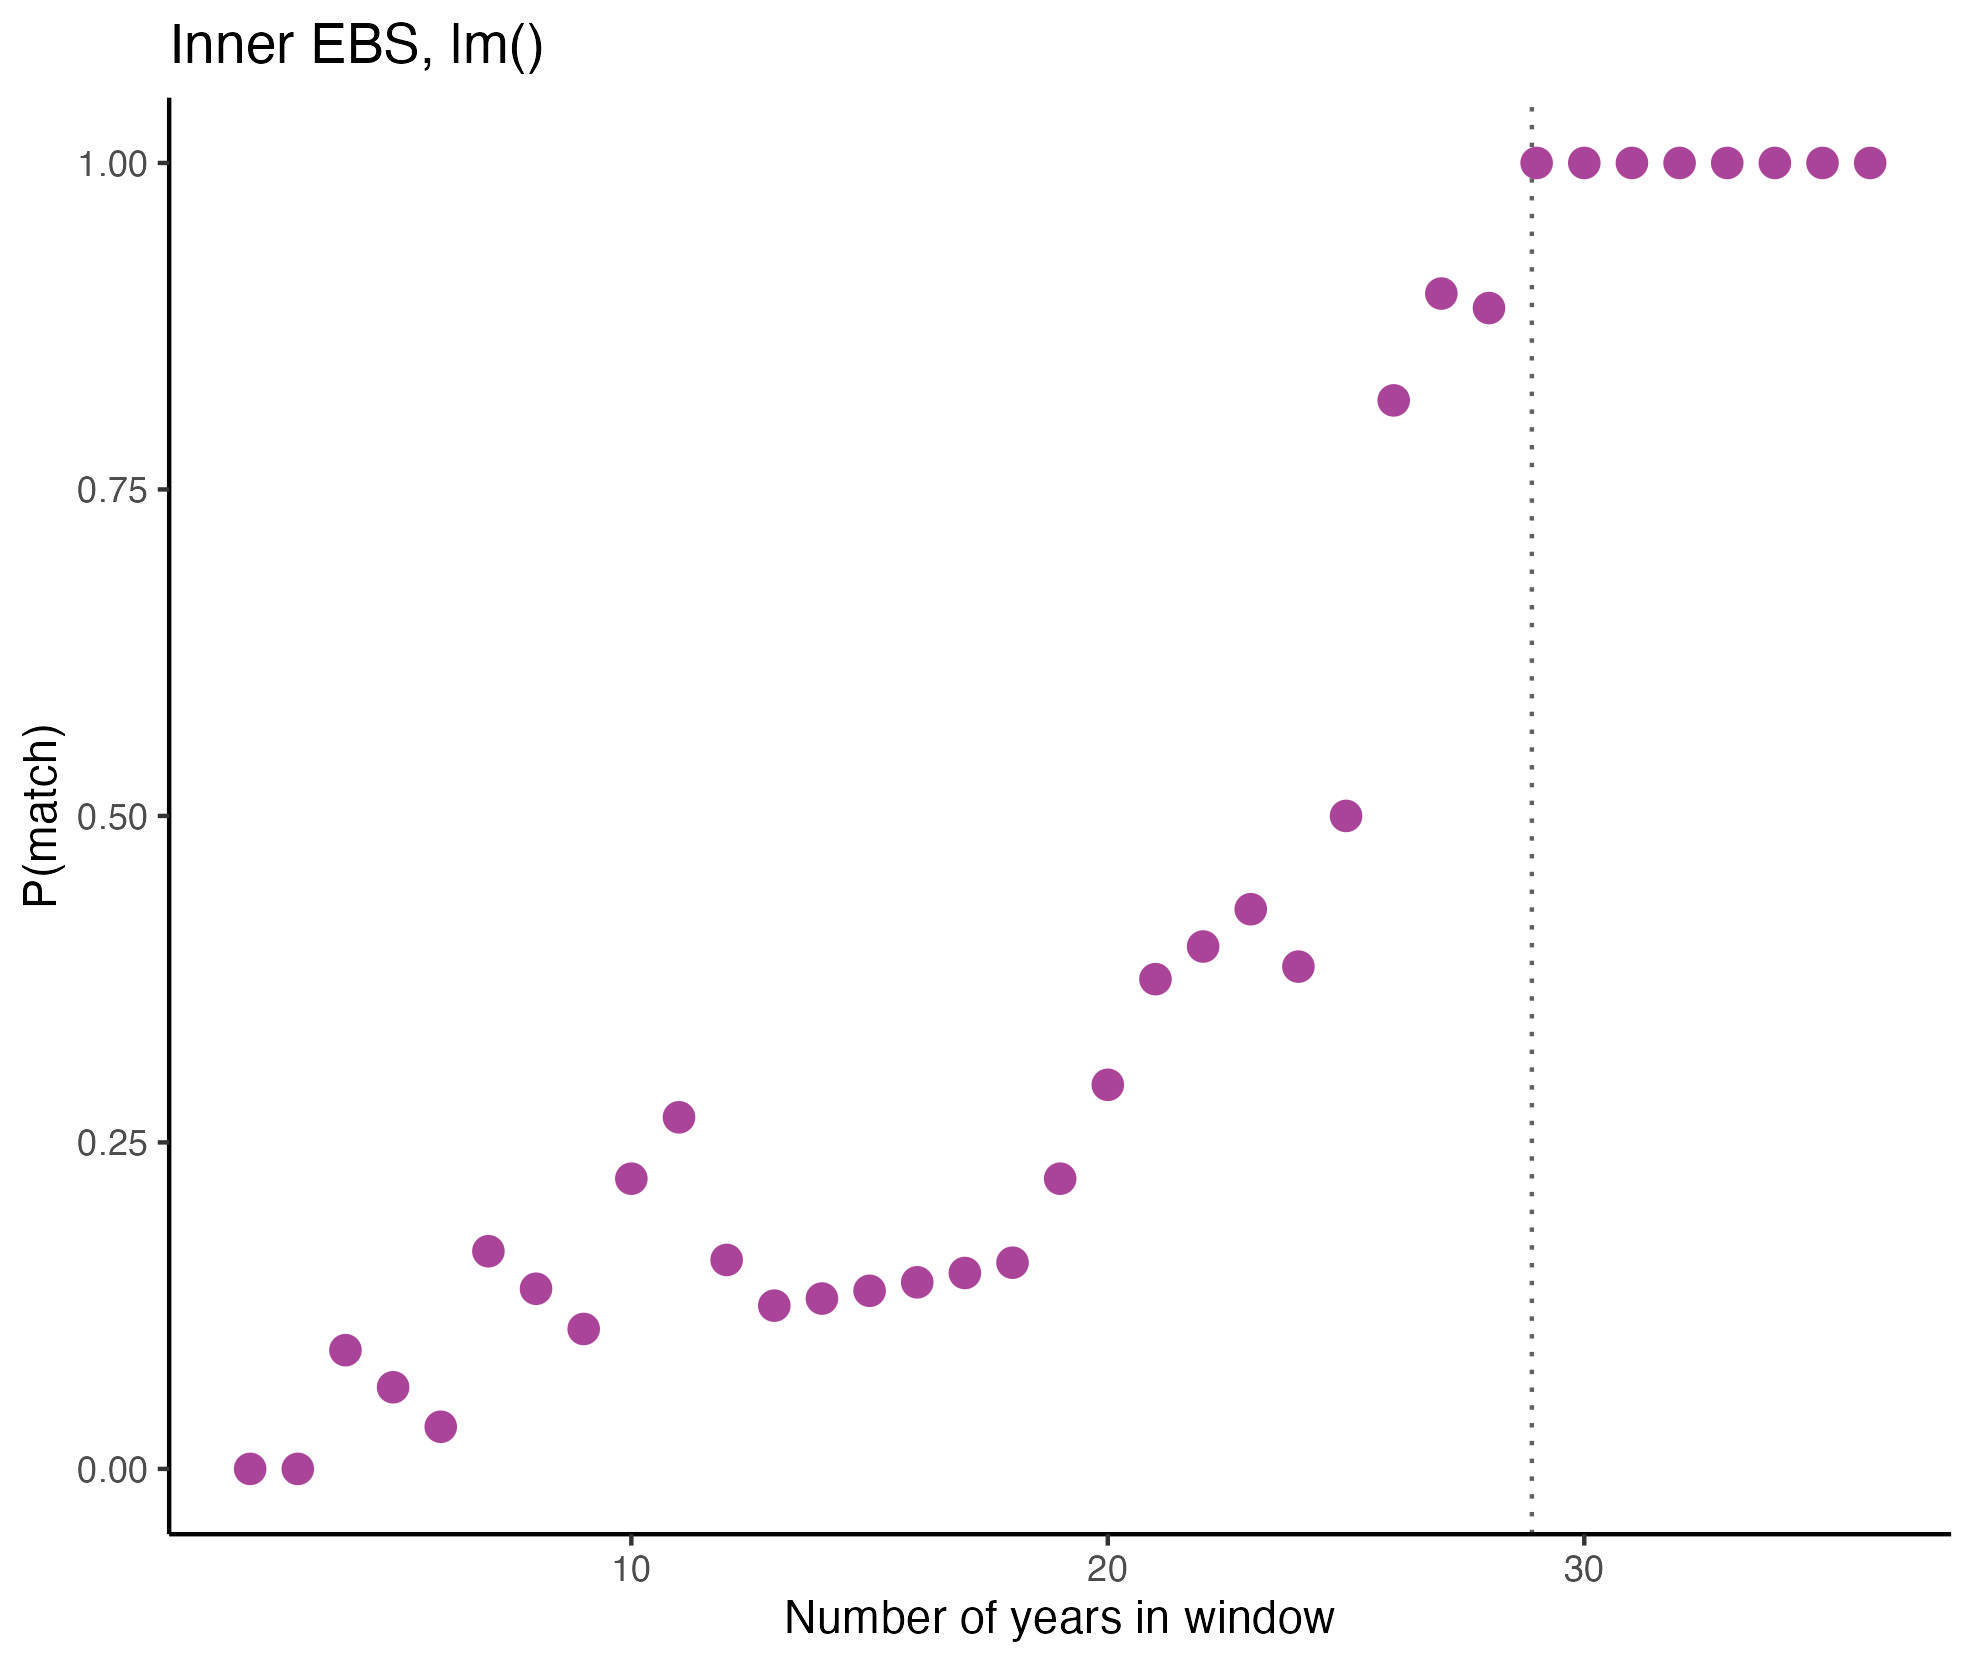 Inner EBS, lm()
1.00
0.75
0.50
0.25
0.00
P(match)
10 20 30
Number of years in window